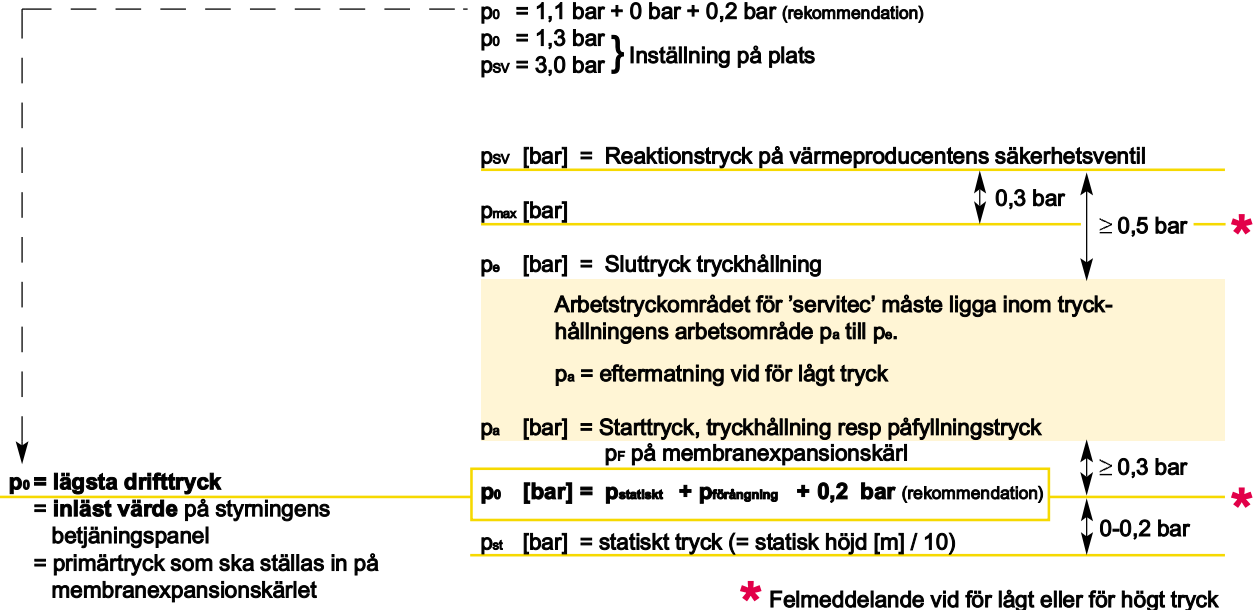 p0 = 1,1 bar + 0 bar + 0,2 bar (rekommendation)
p0 = 1,3 bar
psv = 3,0 bar } Inställning på plats
psv [bar] = Reaktionstryck på värmeproducentens säkerhetsventil
0,3 bar
pmax [bar]
≥ 0,5 bar *
pe [bar] = Sluttryck tryckhållning
Arbetstryckområdet för ’servitec’ måste ligga inom tryck-
hållningens arbetsområde pa till pe.
pa = eftermatning vid för lågt tryck
pa [bar] = Starttryck, tryckhållning resp påfyllningstryck
pF på membranexpansionskärl
≥ 0,3 bar
p0 = lägsta drifttryck
= inläst värde på styrningens
betjäningspanel
= primärtryck som ska ställas in på
membranexpansionskärlet
p0 [bar] = pstatiskt + pförångning + 0,2 bar (rekommendation) *
0-0,2 bar
pst [bar] = statiskt tryck (= statisk höjd [m] / 10)
* Felmeddelande vid för lågt eller för högt tryck